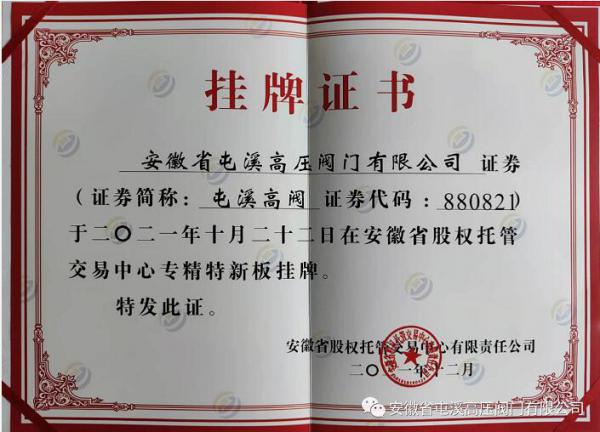 挂牌证书
安徽省屯溪高压阀门有限公司 证券
(证券简称: 屯溪高阀 证券代码: 880821)
于二〇二一年十月二十二日在安徽省股权托管
交易中心专精特新板挂牌。
特发此证。
安徽省股权托管交易中心有限责任公司
二〇二一年十二月
安徽省屯溪高压阀门有限公司